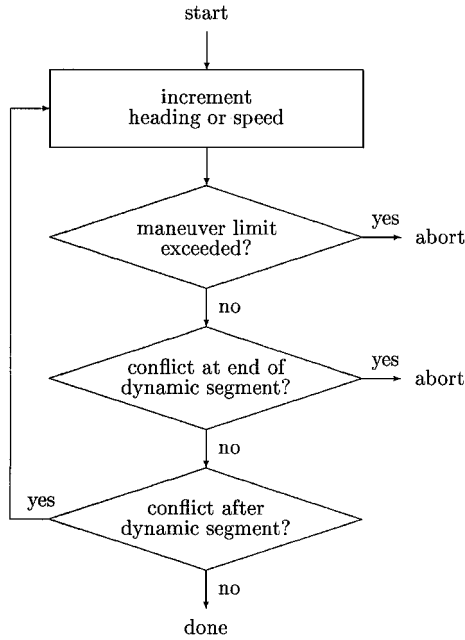 start
increment
heading or speed
maneuver limit
exceeded?
yes
abort
no
conflict at end of
dynamic segment?
yes
abort
no
conflict after
dynamic segment?
yes
no
done